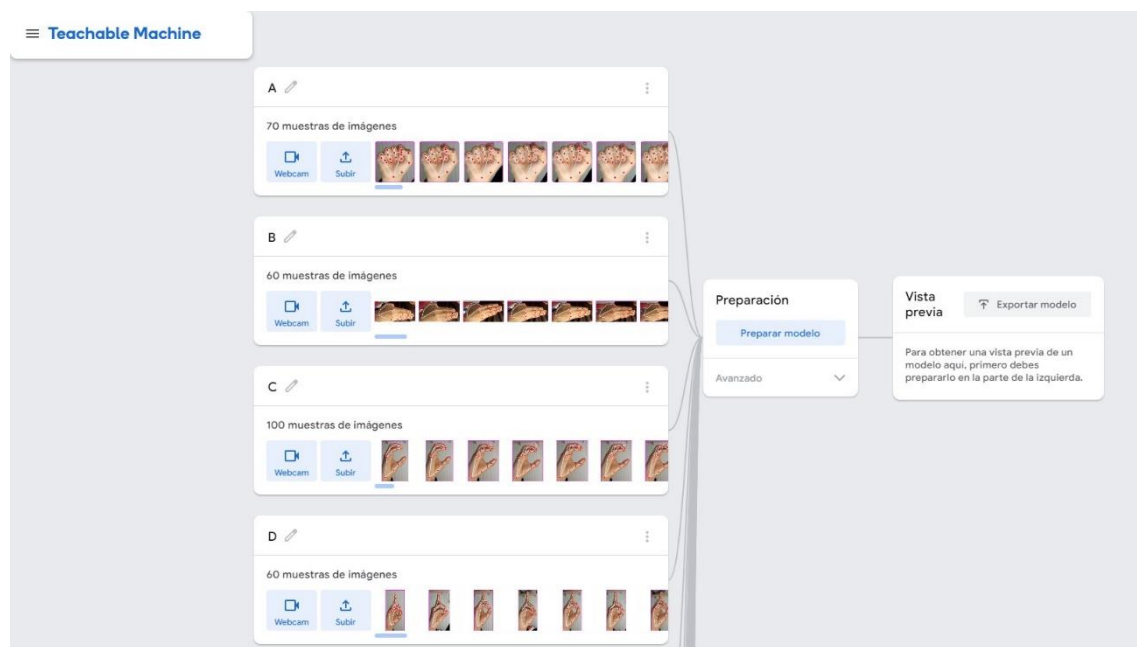 Teachable Machine
A
70 muestras de imágenes
Webcam
Subir
B
60 muestras de imágenes
Webcam
Subir
C
100 muestras de imágenes
Webcam
Subir
D
60 muestras de imágenes
Webcam
Subir
Preparación
Preparar modelo
Avanzado
Vista
previa
Exportar modelo
Para obtener una vista previa de un
modelo aquí, primero debes
prepararlo en la parte de la izquierda.